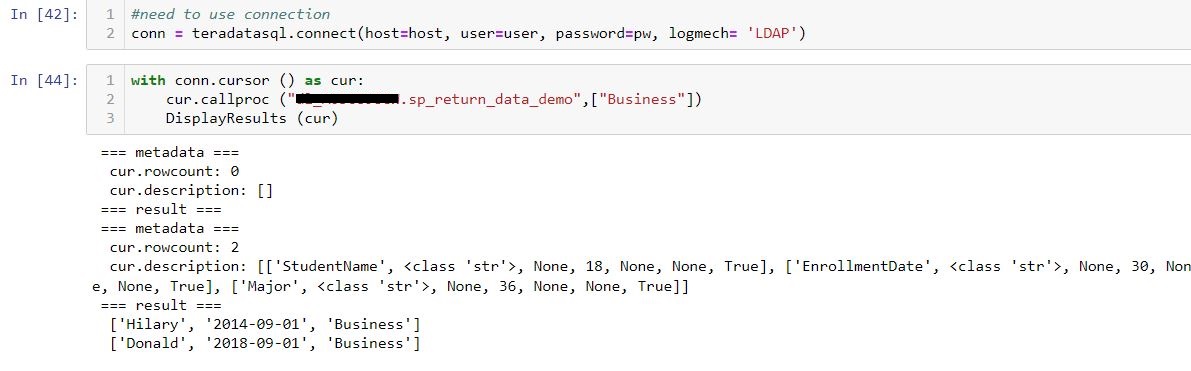 In [42]:
1 #need to use connection
2 conn = teradatasql.connect(host=host, user=user, password=pw, logmech= 'LDAP')
In [44]:
1 with conn.cursor () as cur:
2     cur.callproc (".sp_return_data_demo",["Business"])
3     DisplayResults (cur)
=== metadata ===
 cur.rowcount: 0
 cur.description: []
=== result ===
=== metadata ===
 cur.rowcount: 2
 cur.description: [['StudentName', <class 'str'>, None, 18, None, None, True], ['EnrollmentDate', <class 'str'>, None, 30, Non
e, None, True], ['Major', <class 'str'>, None, 36, None, None, True]]
=== result ===
 ['Hilary', '2014-09-01', 'Business']
 ['Donald', '2018-09-01', 'Business']